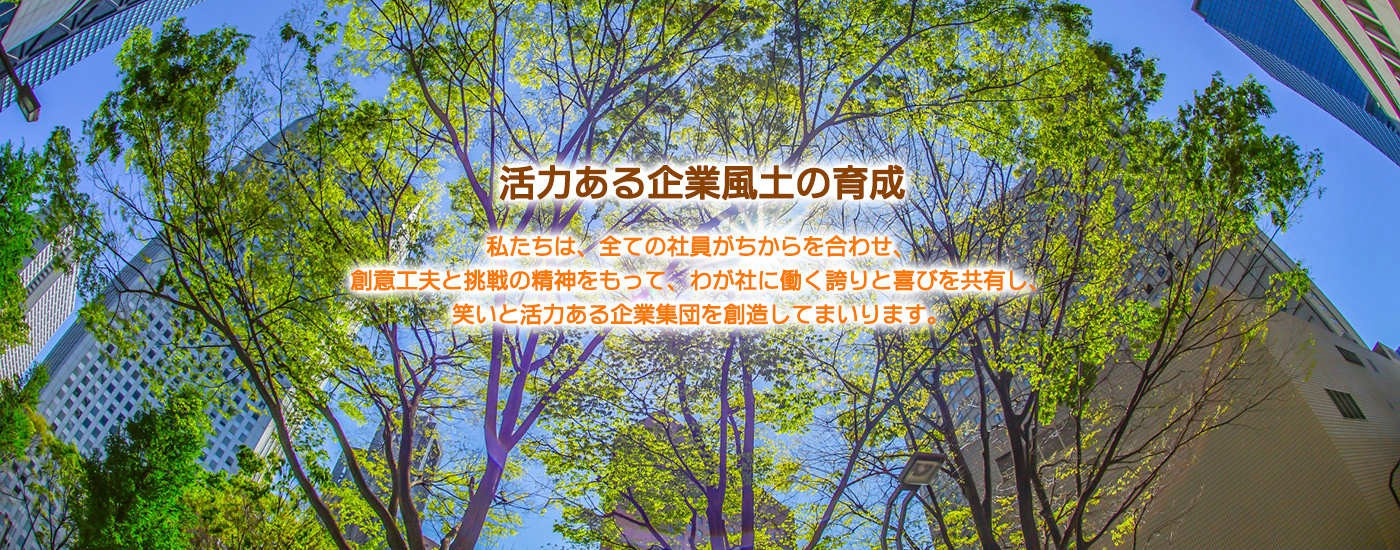 活力ある企業風土の育成
私たちは、全ての社員がちからを合わせ、
創意工夫と挑戦の精神をもって、わが社に働く誇りと喜びを共有し、
笑いと活力ある企業集団を創造してまいります。